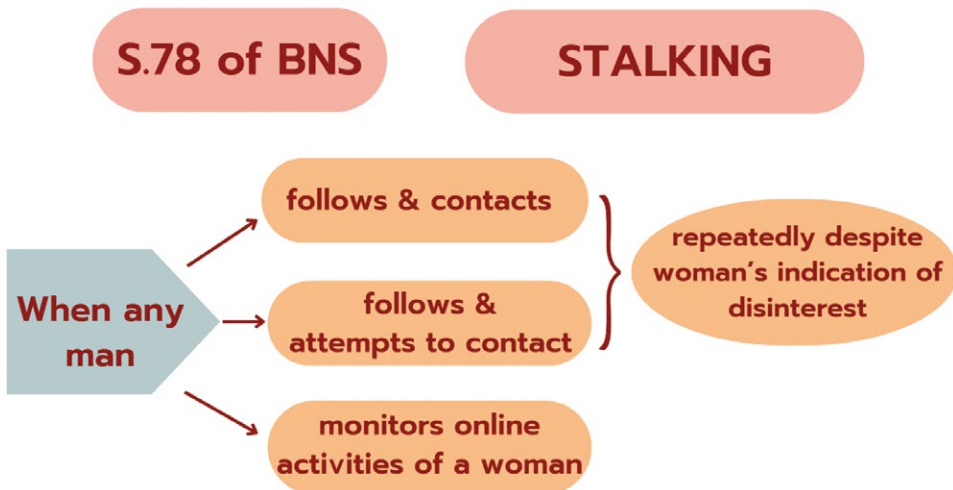 S.78 of BNS
STALKING
When any
man
follows & contacts
follows &
attempts to contact
monitors online
activities of a woman
repeatedly despite
woman's indication of
disinterest